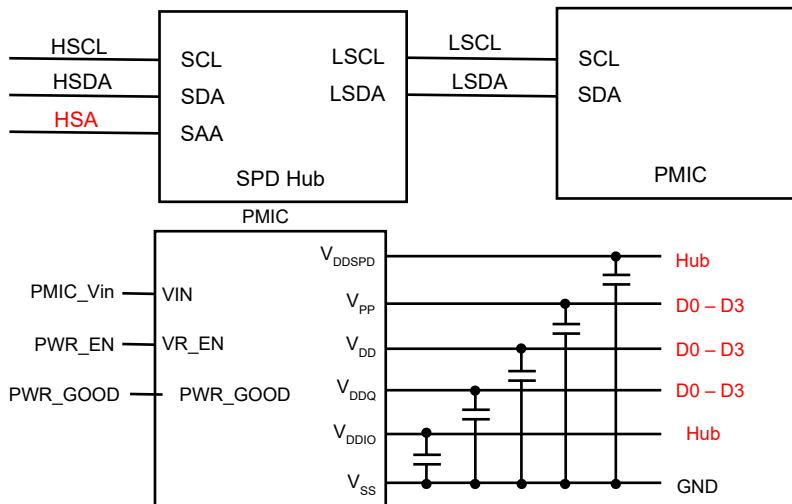 HSCL
SCL
LSCL
LSCL
SCL
HSDA
SDA
LSDA
LSDA
SDA
HSA
SAA
SPD Hub
PMIC
PMIC
VDDSPD
Hub
PMIC_Vin
VIN
VPP
D0 – D3
PWR_EN
VR_EN
VDD
D0 – D3
PWR_GOOD
PWR_GOOD
VDDQ
D0 – D3
VDDIO
Hub
VSS
GND